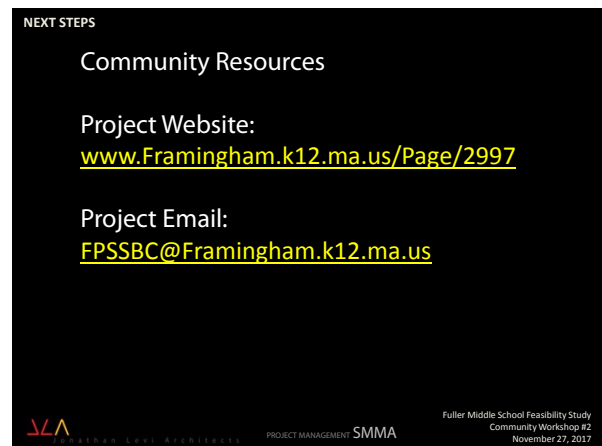 NEXT STEPS
Community Resources
Project Website:
www.Framingham.k12.ma.us/Page/2997
Project Email:
FPSSBC@Framingham.k12.ma.us
JLA
Jonathan Levi Architects
PROJECT MANAGEMENT SMMA
Fuller Middle School Feasibility Study
Community Workshop #2
November 27, 2017